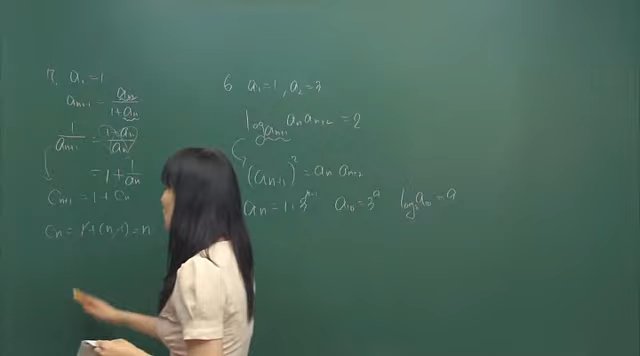 7. a₁ = 1
aₙ₊₁ = aₙ / (1 + aₙ)
1 / aₙ₊₁ = (1 + aₙ) / aₙ
= 1 + 1 / aₙ
Cₙ₊₁ = 1 + Cₙ
Cₙ = 1 + (n-1) = n
6 a₁ = 1, a₂ = 3
log_{aₙ₊₁} aₙ aₙ₊₂ = 2
(aₙ₊₁)² = aₙ aₙ₊₂
aₙ = 1 · 3ⁿ⁻¹ a₁₀ = 3⁹ log₃ a₁₀ = 9